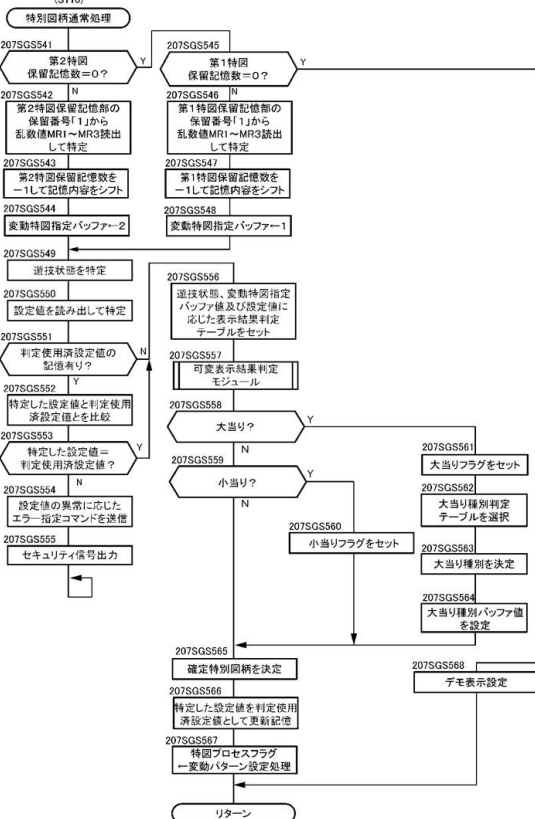 (S110)
特別図柄通常処理
207SGS541
第2特図
保留記憶数=0?
Y
N
207SGS542
第2特図保留記憶部の
保留番号「1」から
乱数値MR1～MR3読出
して特定
207SGS543
第2特図保留記憶数を
－1して記憶内容をシフト
207SGS544
変動特図指定バッファ←2
207SGS545
第1特図
保留記憶数=0?
Y
N
207SGS546
第1特図保留記憶部の
保留番号「1」から
乱数値MR1～MR3読出
して特定
207SGS547
第1特図保留記憶数を
－1して記憶内容をシフト
207SGS548
変動特図指定バッファ←1
207SGS549
遊技状態を特定
207SGS550
設定値を読み出して特定
207SGS551
判定使用済設定値の
記憶有り?
N
Y
207SGS552
特定した設定値と判定使用
済設定値とを比較
207SGS553
特定した設定値=
判定使用済設定値?
Y
N
207SGS554
設定値の異常に応じた
エラー指定コマンドを送信
207SGS555
セキュリティ信号出力
207SGS556
遊技状態、変動特図指定
バッファ値及び設定値に
応じた表示結果判定
テーブルをセット
207SGS557
可変表示結果判定
モジュール
207SGS558
大当り?
Y
N
207SGS559
小当り?
Y
N
207SGS560
小当りフラグをセット
207SGS561
大当りフラグをセット
207SGS562
大当り種別判定
テーブルを選択
207SGS563
大当り種別を決定
207SGS564
大当り種別バッファ値
を設定
207SGS565
確定特別図柄を決定
207SGS566
特定した設定値を判定使用
済設定値として更新記憶
207SGS567
特図プロセスフラグ
←変動パターン設定処理
207SGS568
デモ表示設定
リターン